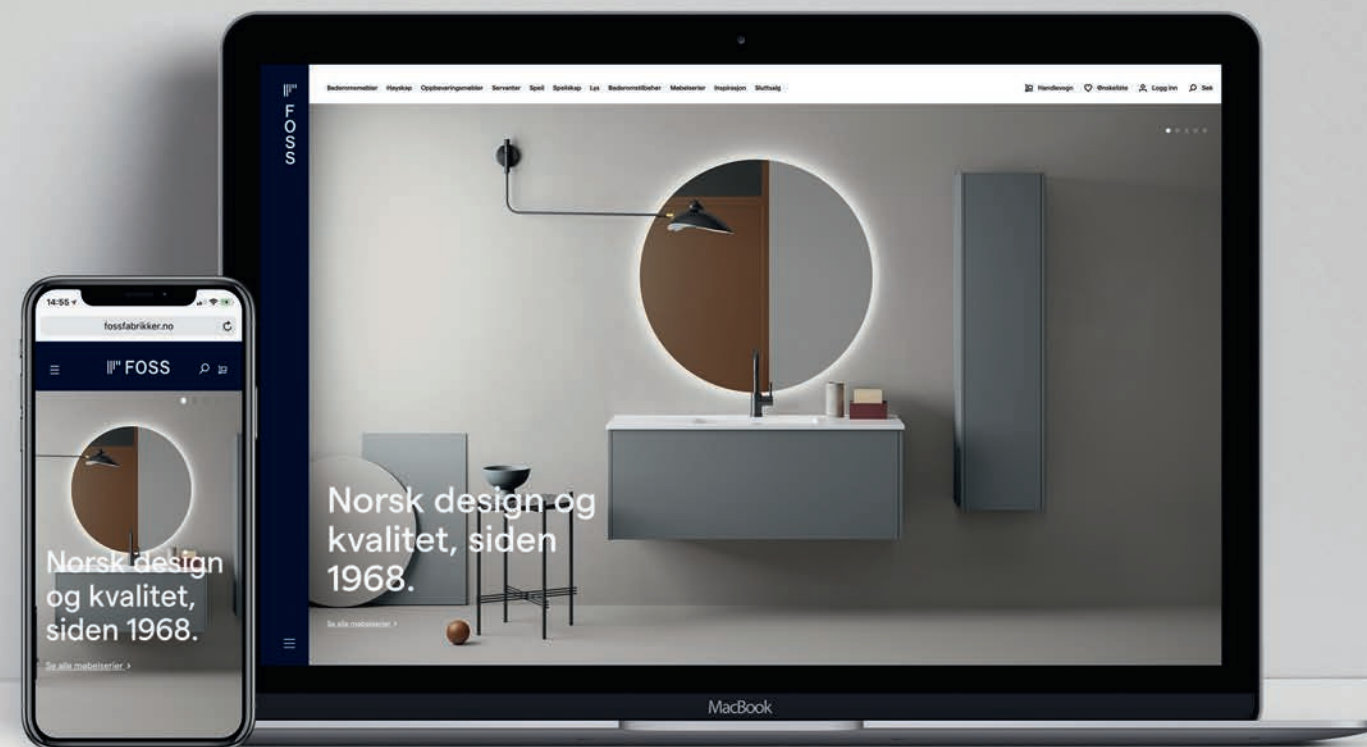 14:55
fossfabrikker.no
FOSS
Norsk design
og kvalitet,
siden 1968.
Se alle møbelserier >
FOSS
Baderomsmøbler Høyskap Oppbevaringsmøbler Servanter Speil Speilskap Lys Baderomstilbehør Møbelserier Inspirasjon Sluttsalg
Handlevogn Ønskeliste Logg inn Søk
Norsk design og
kvalitet, siden
1968.
Se alle møbelserier >
MacBook